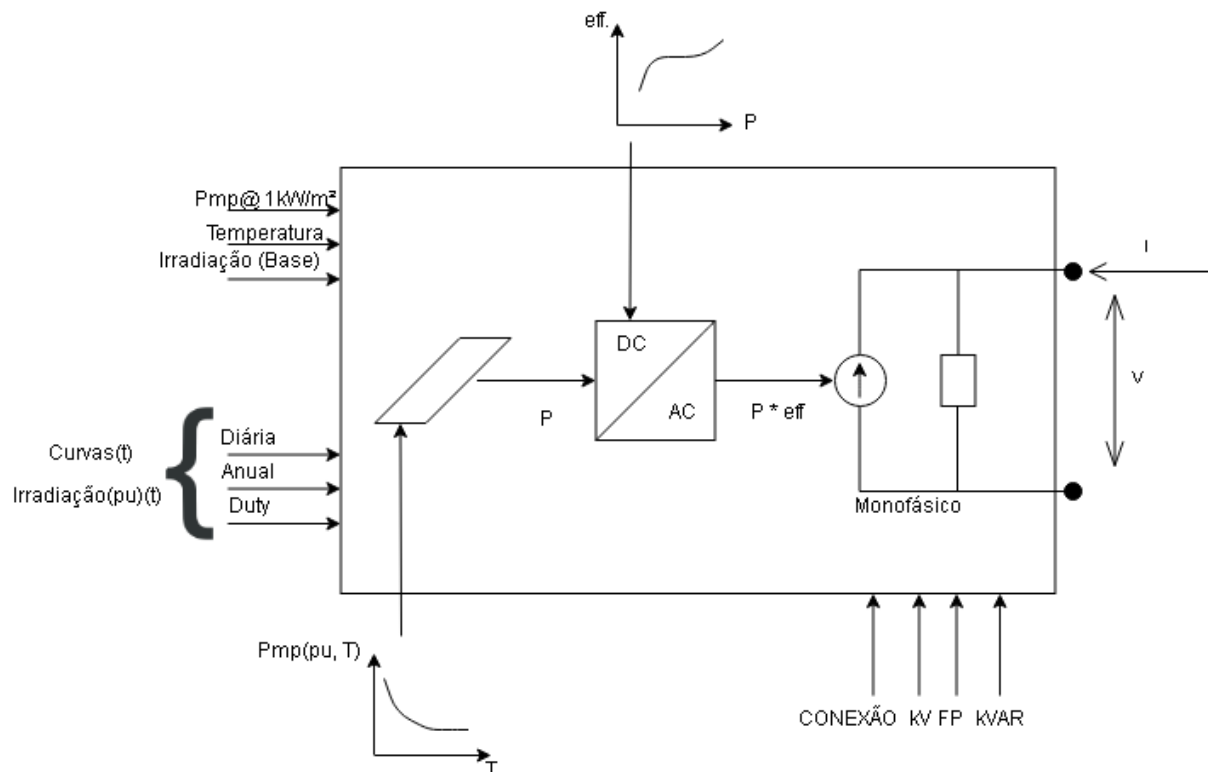 eff.
P
Pmp@ 1kW/m²
Temperatura
Irradiação (Base)
I
DC
AC
P
P * eff
V
Curvas(t)
Irradiação(pu)(t)
Diária
Anual
Duty
Monofásico
Pmp(pu, T)
T
CONEXÃO kV FP kVAR